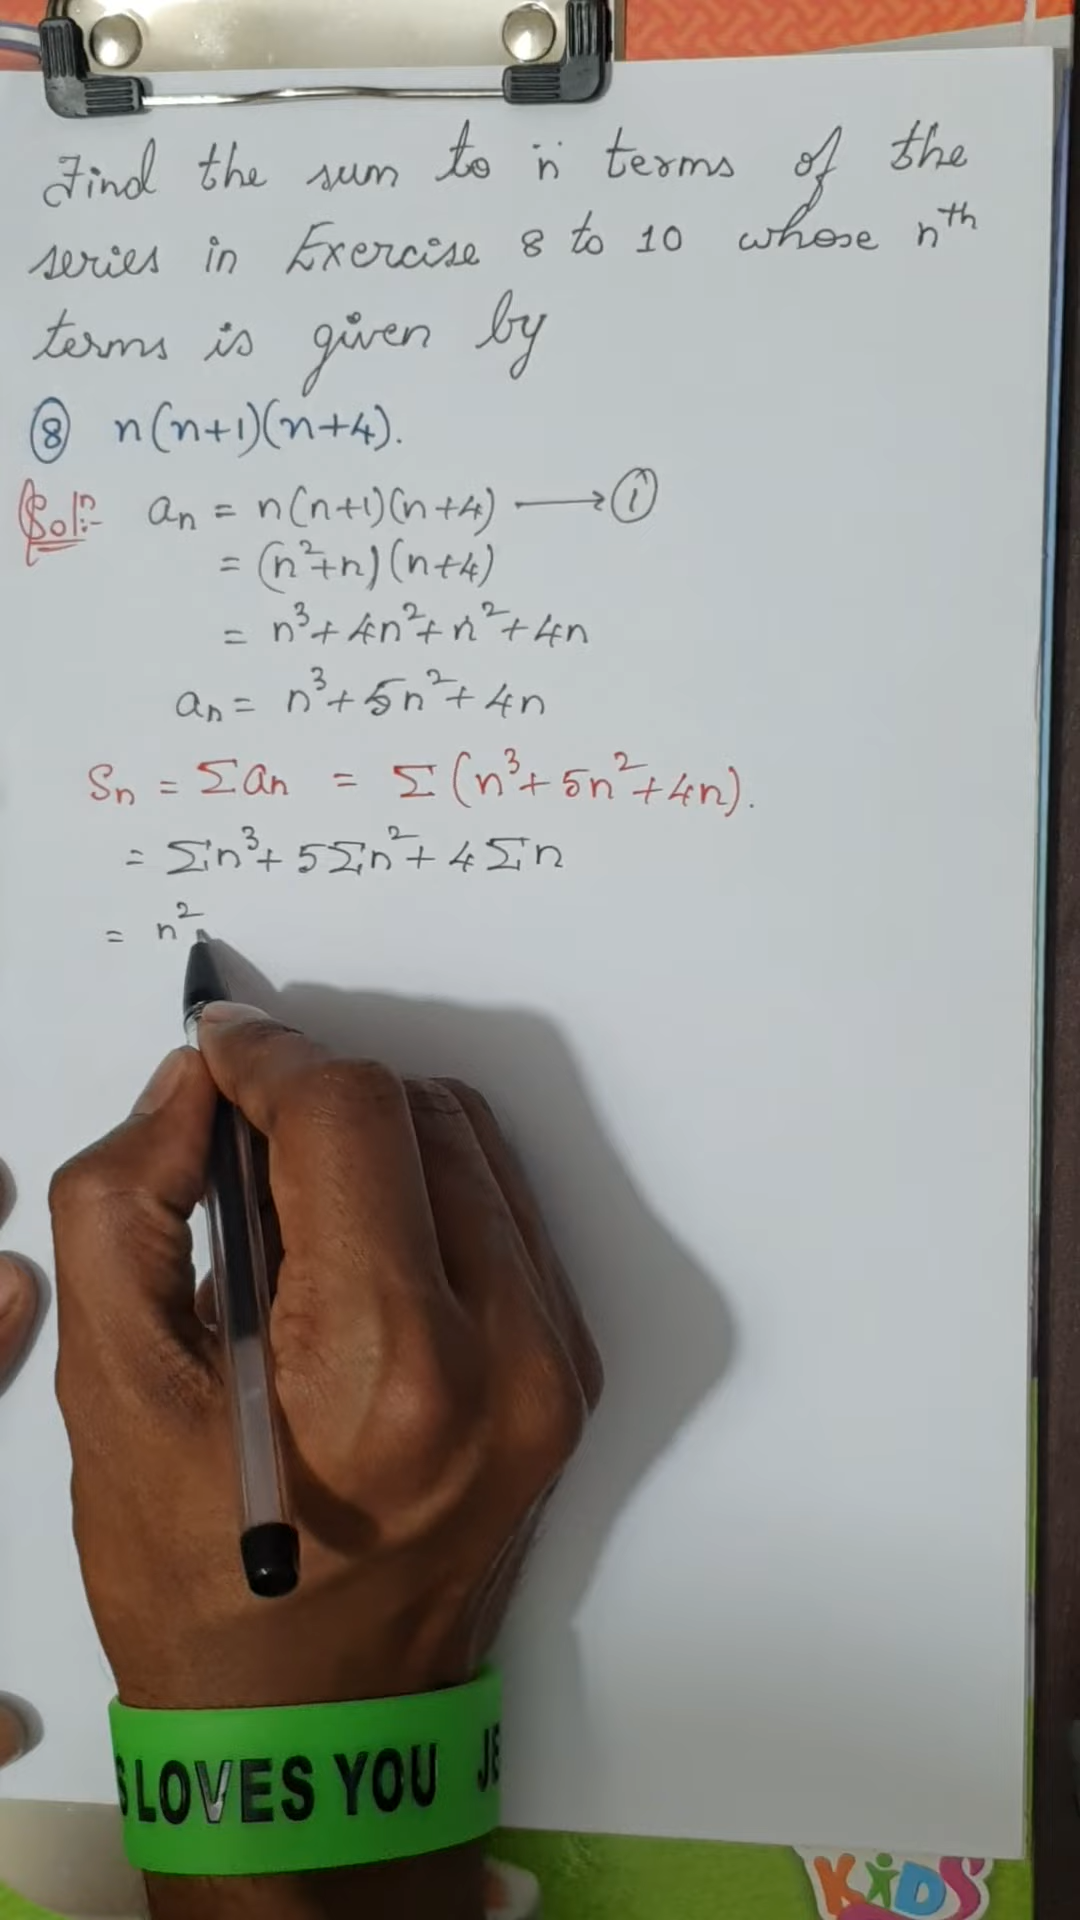 Find the sum to 'n' terms of the
series in Exercise 8 to 10 whose nth
terms is given by
⑧ n(n+1)(n+4).
Solⁿ:- aₙ = n(n+1)(n+4) ⟶ ①
= (n²+n)(n+4)
= n³+4n²+n²+4n
aₙ = n³+5n²+4n
Sₙ = Σaₙ = Σ(n³+5n²+4n).
= Σn³+5Σn²+4Σn
= n²
LOVES YOU
KiDS